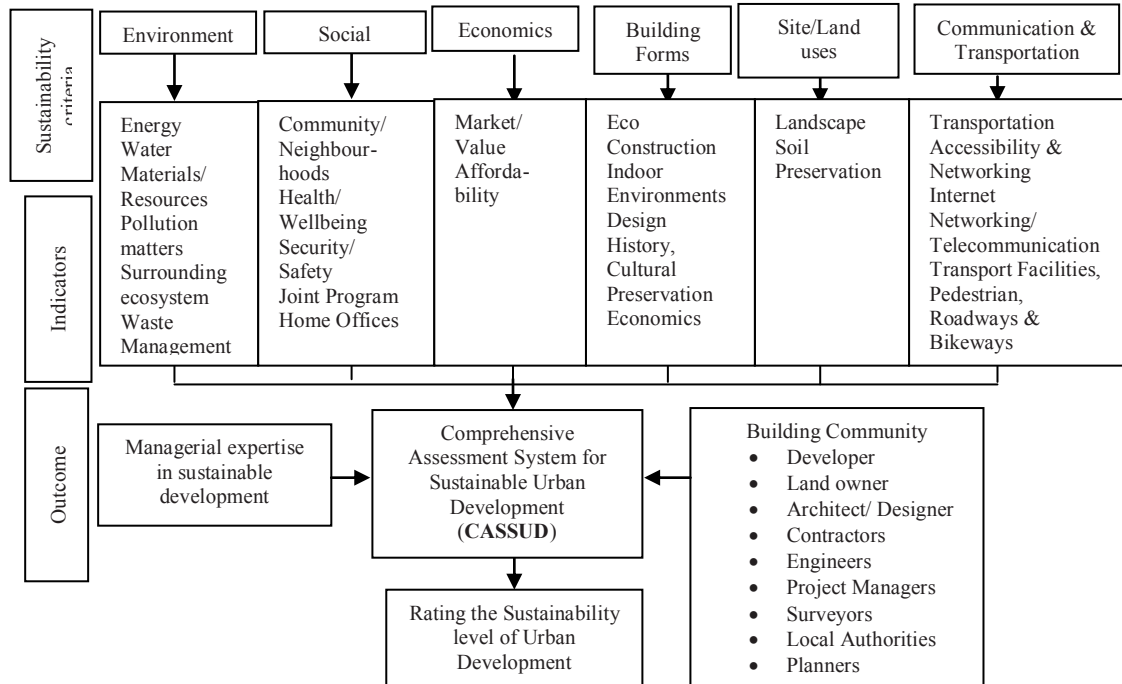 Sustainability
criteria
Environment
Social
Economics
Building
Forms
Site/Land
uses
Communication &
Transportation
Energy
Water
Materials/
Resources
Pollution
matters
Surrounding
ecosystem
Waste
Management
Community/
Neighbour-
hoods
Health/
Wellbeing
Security/
Safety
Joint Program
Home Offices
Market/
Value
Afforda-
bility
Eco
Construction
Indoor
Environments
Design
History,
Cultural
Preservation
Economics
Landscape
Soil
Preservation
Transportation
Accessibility &
Networking
Internet
Networking/
Telecommunication
Transport Facilities,
Pedestrian,
Roadways &
Bikeways
Indicators
Outcome
Managerial expertise
in sustainable
development
Comprehensive
Assessment System for
Sustainable Urban
Development
(CASSUD)
Building Community
• Developer
• Land owner
• Architect/ Designer
• Contractors
• Engineers
• Project Managers
• Surveyors
• Local Authorities
• Planners
Rating the Sustainability
level of Urban
Development